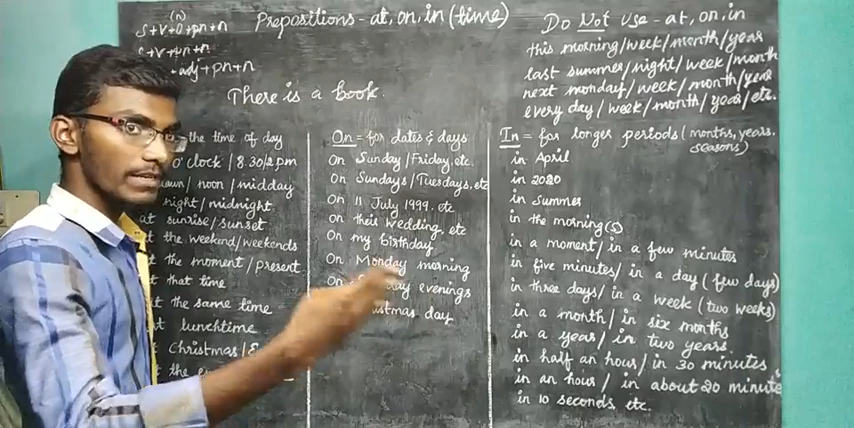 (n)
S+V+O+pn+n
Prepositions - at, on, in (time)
S+V+pn+n
+adj+pn+n
There is a book.
Do Not use - at, on, in
this morning/week/month/year
last summer/night/week/month
next monday/week/month/year
every day/week/month/year/etc.
the time of day
o' clock | 8.30/2pm
/ noon / midday
night/midnight
at sunrise/sunset
the weekend/weekends
the moment/present
that time
the same time
lunchtime
Christmas /
On = for dates & days
on Sunday/Friday, etc.
on Sundays/Tuesdays, etc
on 11 July 1999, etc
on their wedding, etc
on my birthday
on Monday morning
on evenings
day
In = for longer periods (months, years,
seasons)
in April
in 2020
in summer
in the morning(s)
in a moment/in a few minutes
in five minutes/in a day (few days)
in three days/in a week (two weeks)
in a month/in six months
in a year/in two years
in half an hour/in 30 minutes
in an hour / in about 20 minute
in 10 seconds, etc.